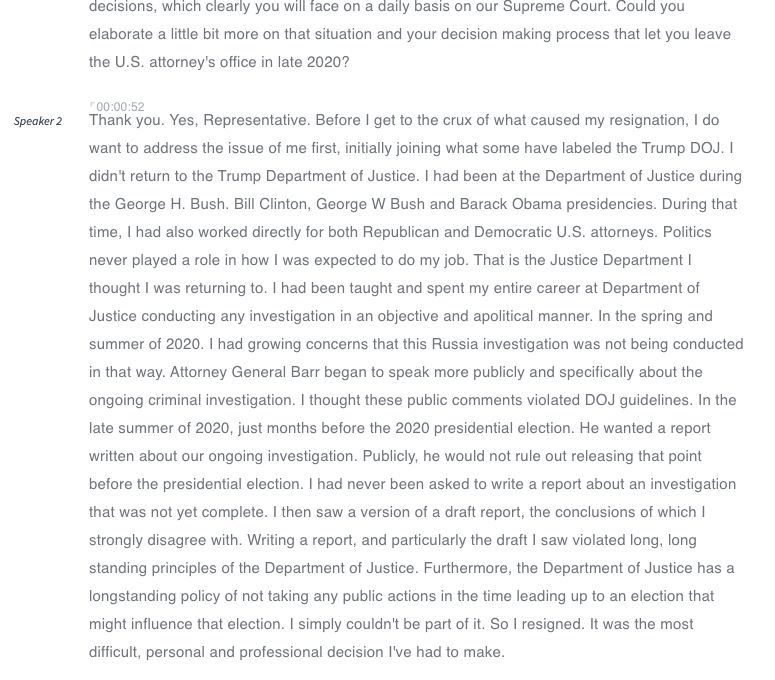 decisions, which clearly you will face on a daily basis on our Supreme Court. Could you
elaborate a little bit more on that situation and your decision making process that let you leave
the U.S. attorney's office in late 2020?
00:00:52
Speaker 2
Thank you. Yes, Representative. Before I get to the crux of what caused my resignation, I do
want to address the issue of me first, initially joining what some have labeled the Trump DOJ. I
didn't return to the Trump Department of Justice. I had been at the Department of Justice during
the George H. Bush. Bill Clinton, George W Bush and Barack Obama presidencies. During that
time, I had also worked directly for both Republican and Democratic U.S. attorneys. Politics
never played a role in how I was expected to do my job. That is the Justice Department I
thought I was returning to. I had been taught and spent my entire career at Department of
Justice conducting any investigation in an objective and apolitical manner. In the spring and
summer of 2020. I had growing concerns that this Russia investigation was not being conducted
in that way. Attorney General Barr began to speak more publicly and specifically about the
ongoing criminal investigation. I thought these public comments violated DOJ guidelines. In the
late summer of 2020, just months before the 2020 presidential election. He wanted a report
written about our ongoing investigation. Publicly, he would not rule out releasing that point
before the presidential election. I had never been asked to write a report about an investigation
that was not yet complete. I then saw a version of a draft report, the conclusions of which I
strongly disagree with. Writing a report, and particularly the draft I saw violated long, long
standing principles of the Department of Justice. Furthermore, the Department of Justice has a
longstanding policy of not taking any public actions in the time leading up to an election that
might influence that election. I simply couldn't be part of it. So I resigned. It was the most
difficult, personal and professional decision I've had to make.